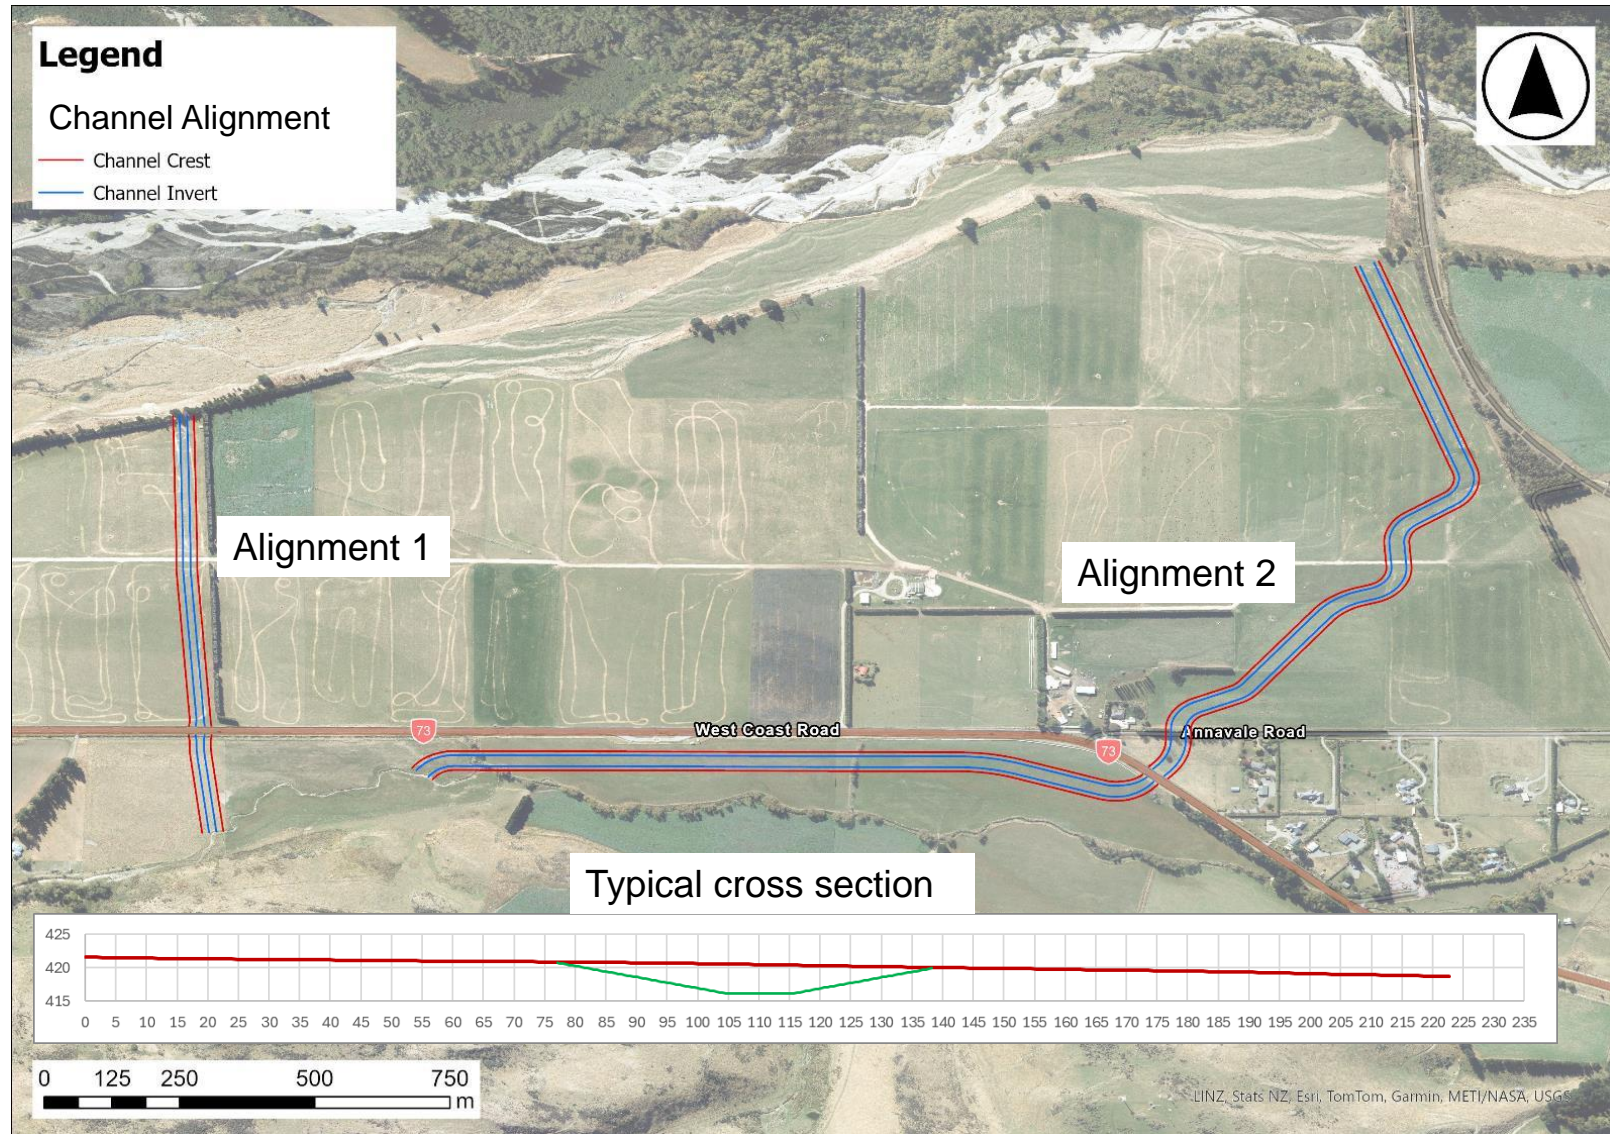 Legend
Channel Alignment
Channel Crest
Channel Invert
Alignment 1
Alignment 2
73
West Coast Road
73
Annavale Road
Typical cross section
425
420
415
0 5 10 15 20 25 30 35 40 45 50 55 60 65 70 75 80 85 90 95 100 105 110 115 120 125 130 135 140 145 150 155 160 165 170 175 180 185 190 195 200 205 210 215 220 225 230 235
0 125 250 500 750
m
LINZ, Stats NZ, Esri, TomTom, Garmin, METI/NASA, USGS